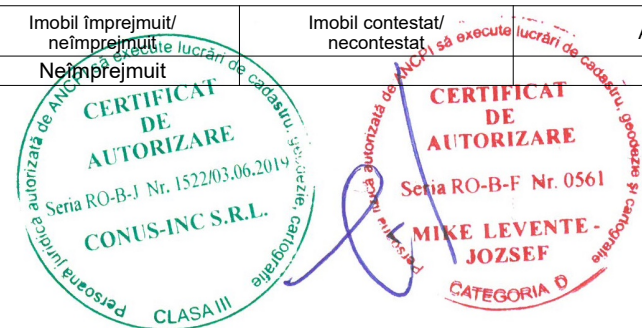 Imobil împrejmuit/
neîmprejmuit
Imobil contestat/
necontestat
Neîmprejmuit
Persoana juridică autorizată de ANCPI să execute lucrări de cadastru, geodezie, cartografie
CERTIFICAT
DE
AUTORIZARE
Seria RO-B-J Nr. 1522/03.06.2019
CONUS-INC S.R.L.
CLASA III
Persoana fizică autorizată de ANCPI să execute lucrări de cadastru, geodezie și cartografie
CERTIFICAT
DE
AUTORIZARE
Seria RO-B-F Nr. 0561
MIKE LEVENTE -
JOZSEF
CATEGORIA D